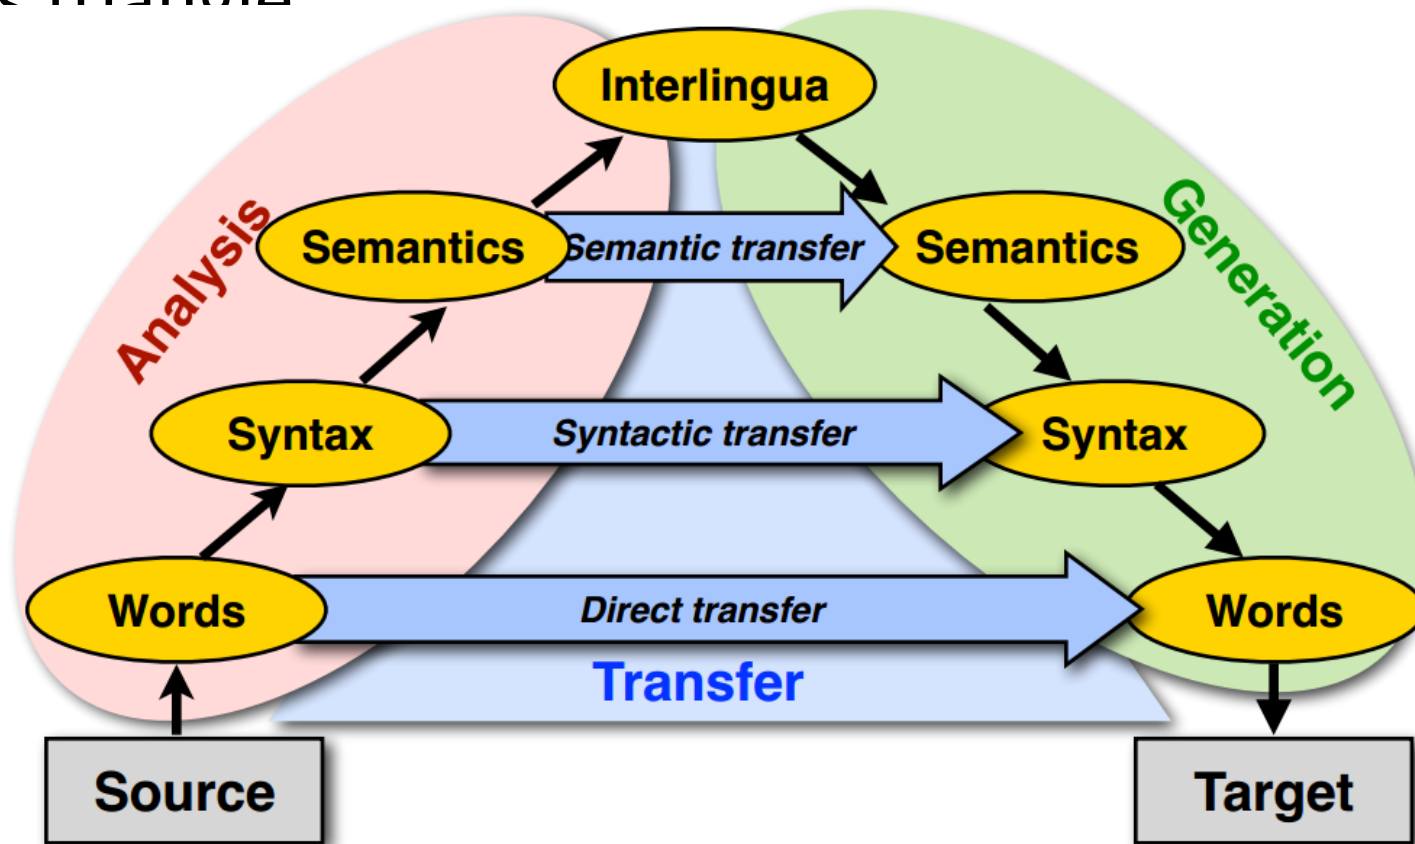 Interlingua
Analysis
Semantics
Semantic transfer
Semantics
Generation
Syntax
Syntactic transfer
Syntax
Words
Direct transfer
Words
Transfer
Source
Target